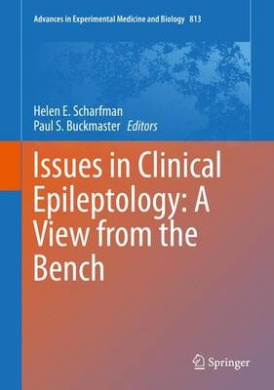 Advances in Experimental Medicine and Biology 813
Helen E. Scharfman
Paul S. Buckmaster Editors
Issues in Clinical
Epileptology: A
View from the
Bench
Springer